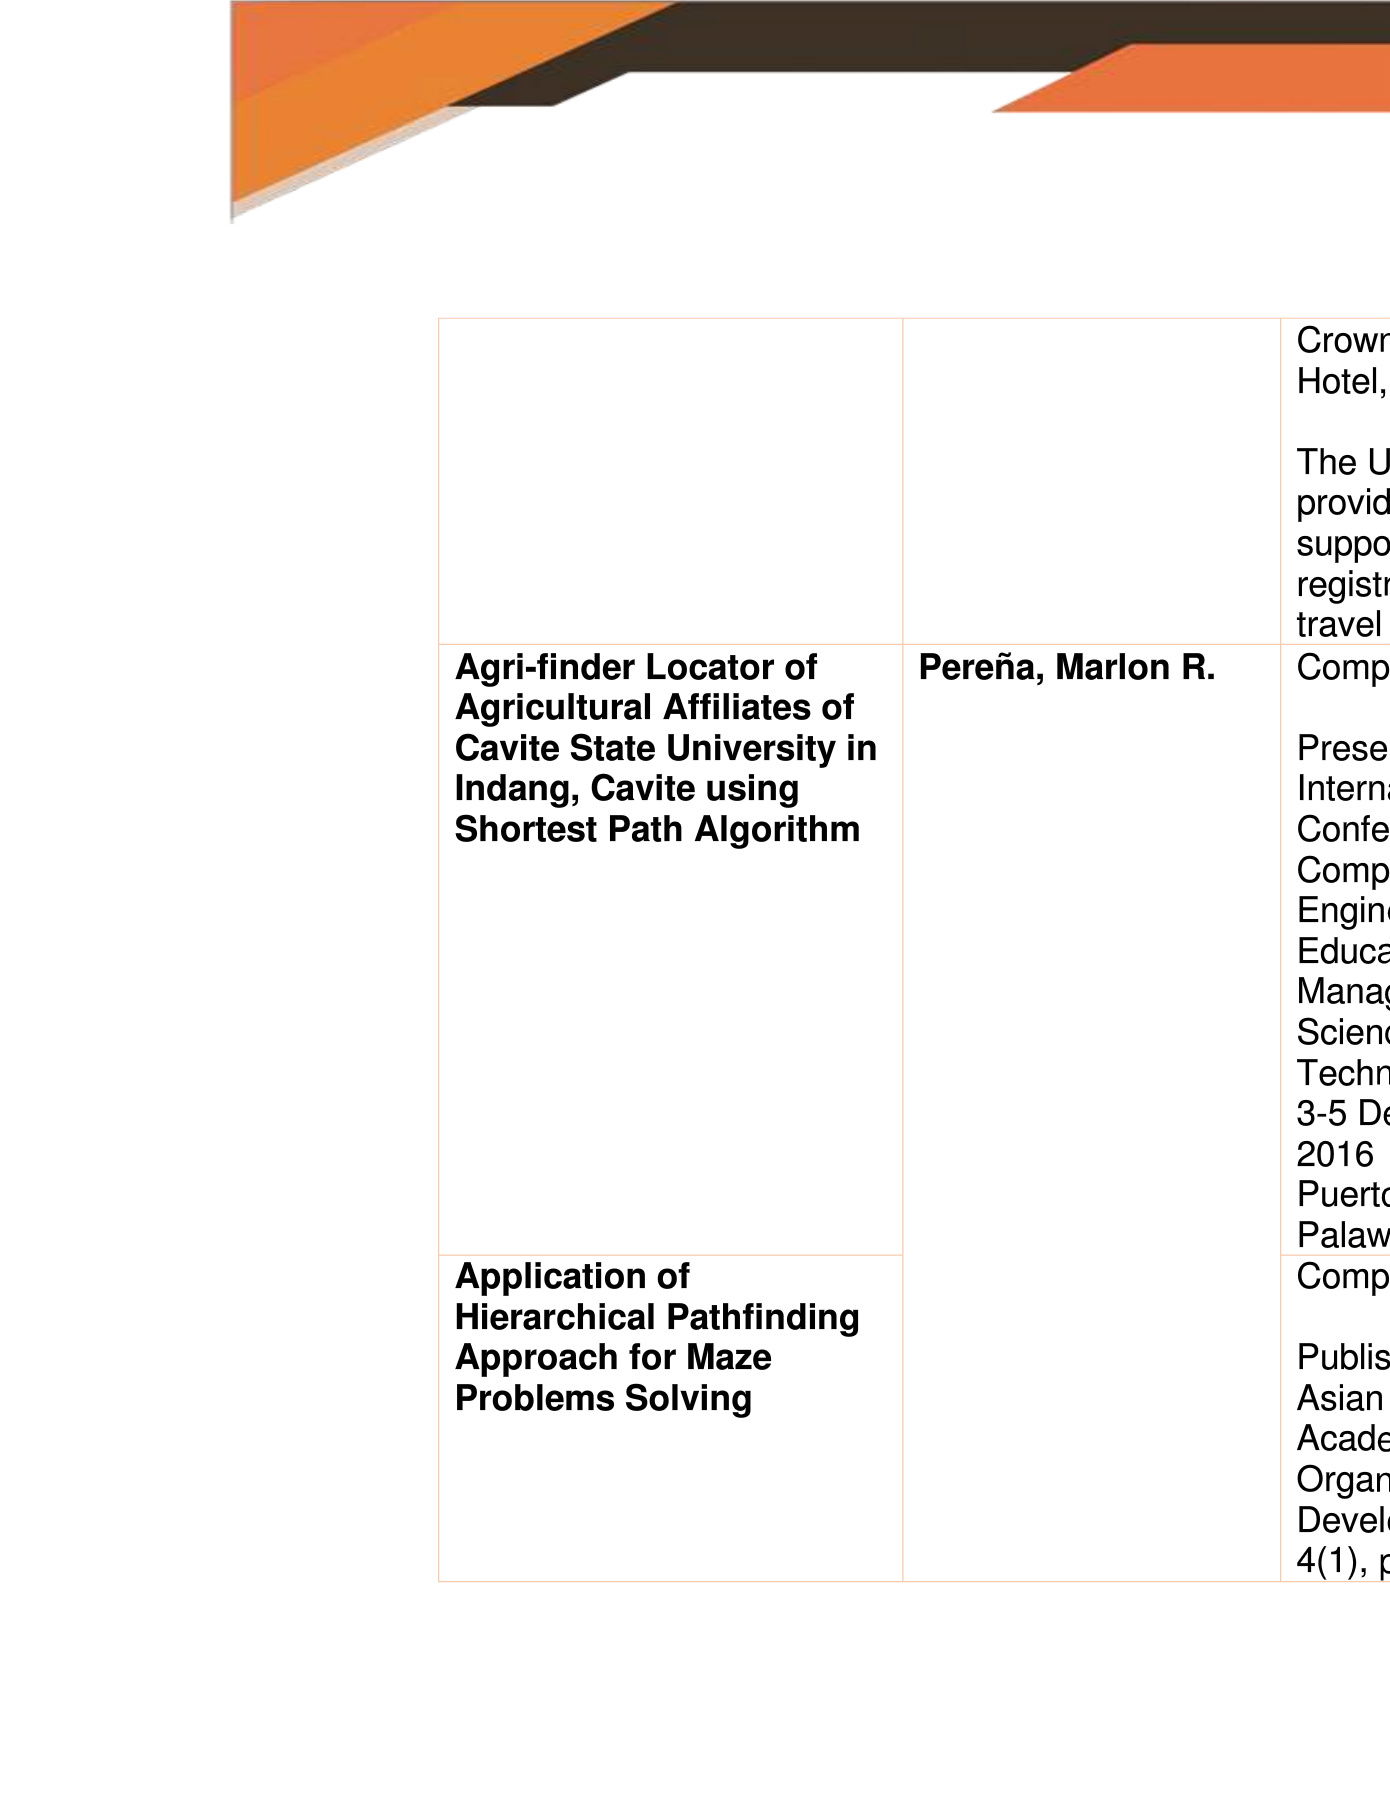 Crown
Hotel,
The U
provid
suppo
registr
travel
Agri-finder Locator of
Agricultural Affiliates of
Cavite State University in
Indang, Cavite using
Shortest Path Algorithm
Pereña, Marlon R.
Comp
Prese
Interna
Confe
Comp
Engine
Educa
Manag
Scienc
Techn
3-5 De
2016
Puerto
Palaw
Application of
Hierarchical Pathfinding
Approach for Maze
Problems Solving
Comp
Publis
Asian
Acade
Organ
Develo
4(1), p